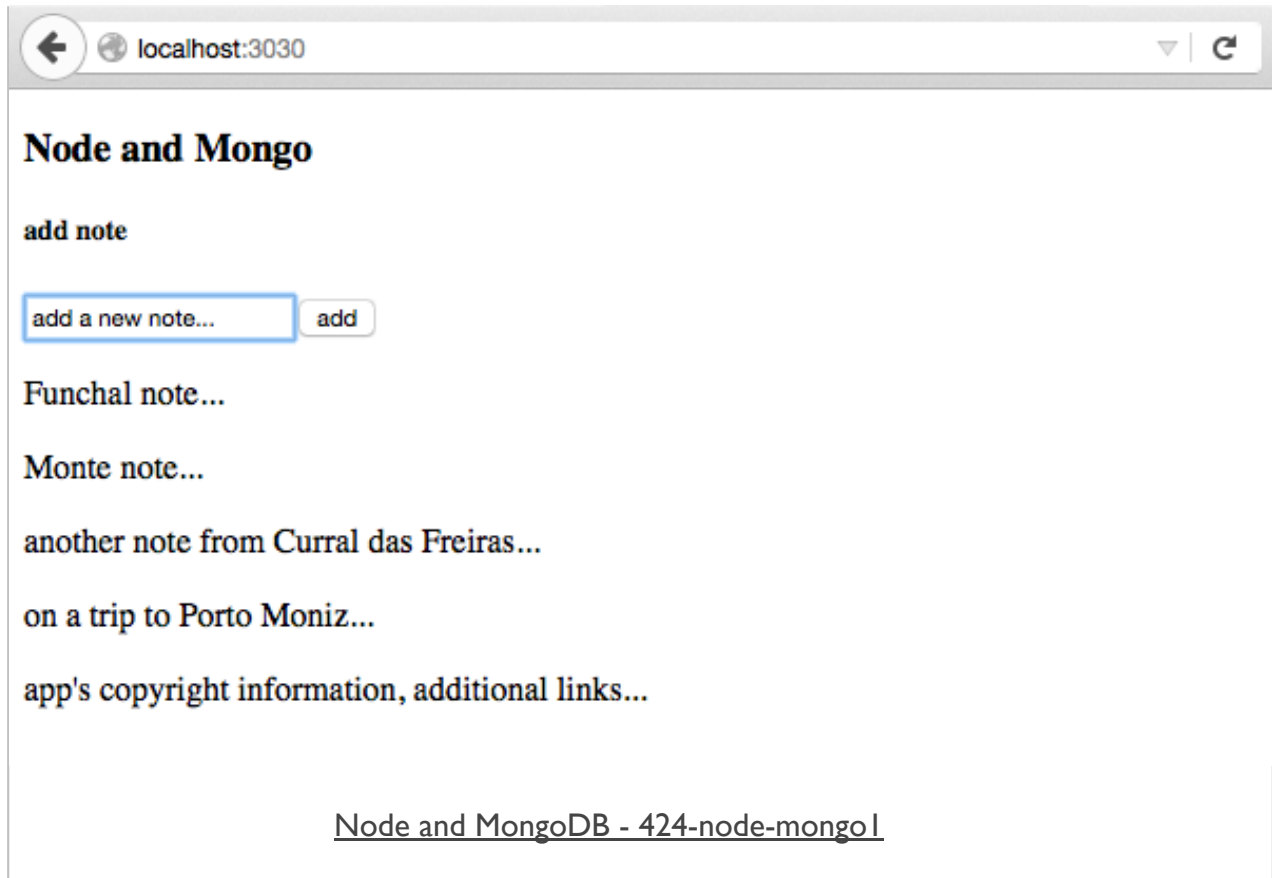 localhost:3030
Node and Mongo
add note
add a new note...
add
Funchal note...
Monte note...
another note from Curral das Freiras...
on a trip to Porto Moniz...
app's copyright information, additional links...
Node and MongoDB - 424-node-mongo1